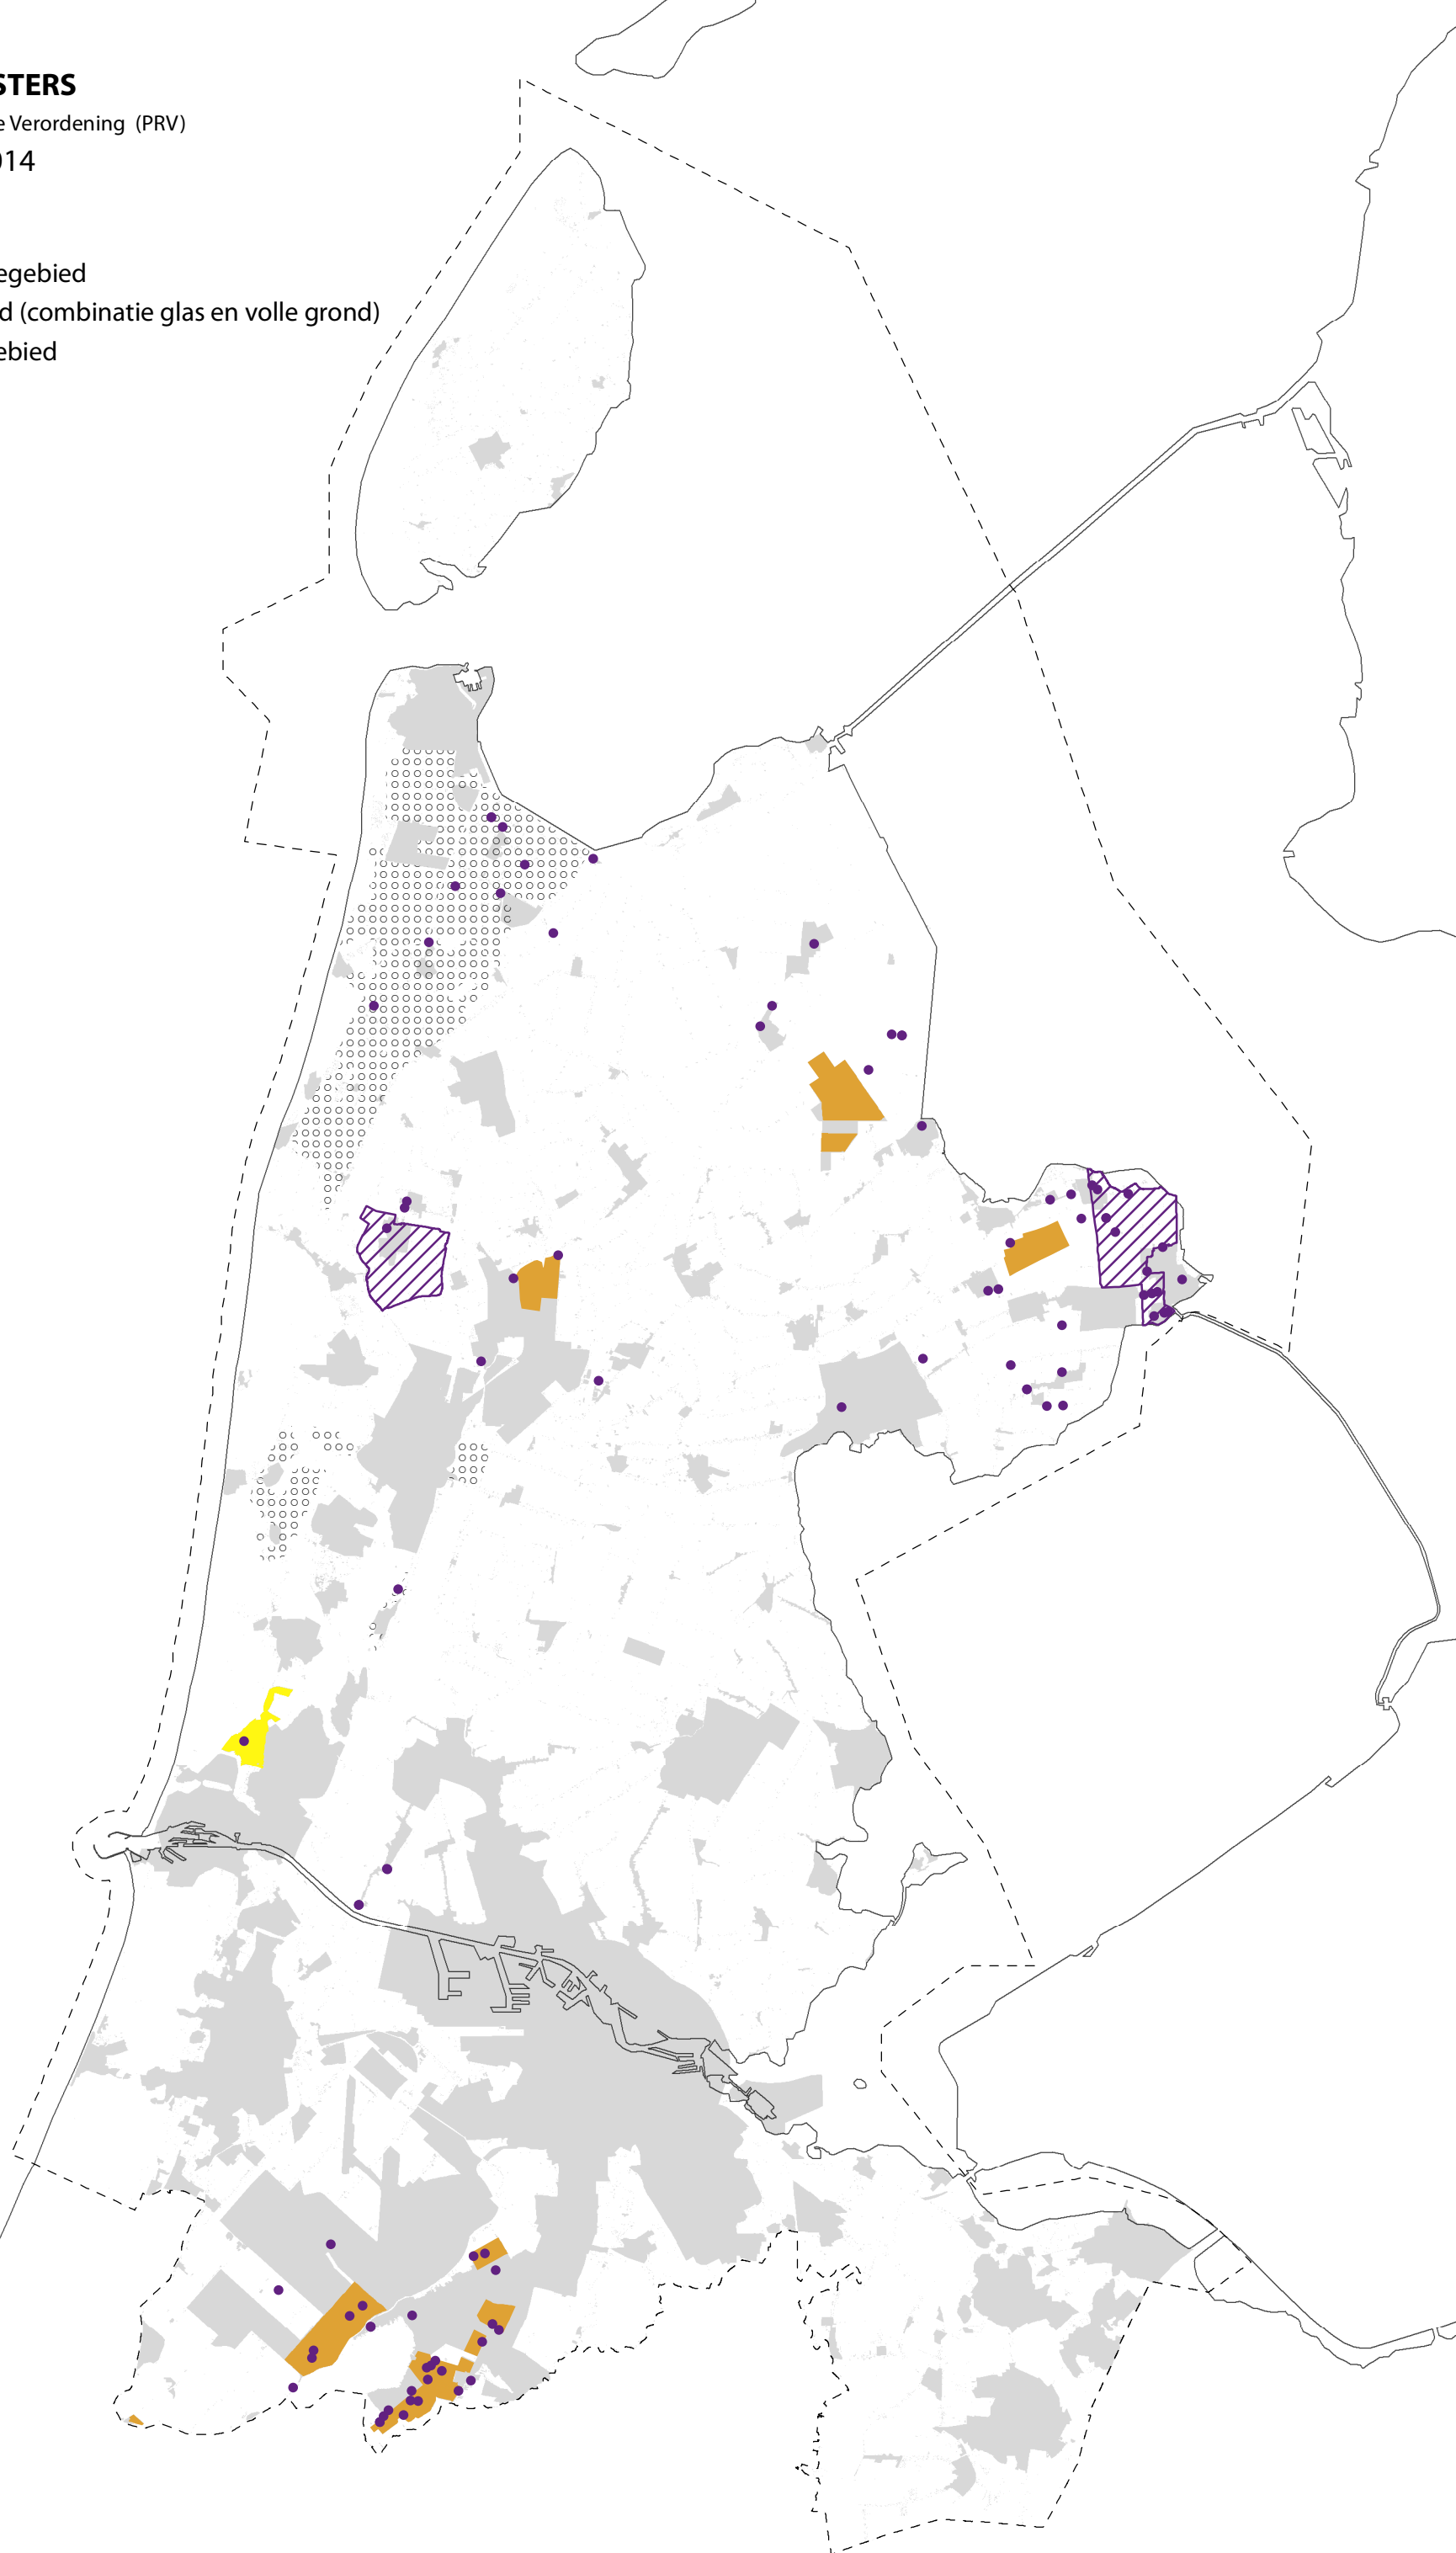 STERS
e Verordening (PRV)
014
egebied
d (combinatie glas en volle grond)
ebied